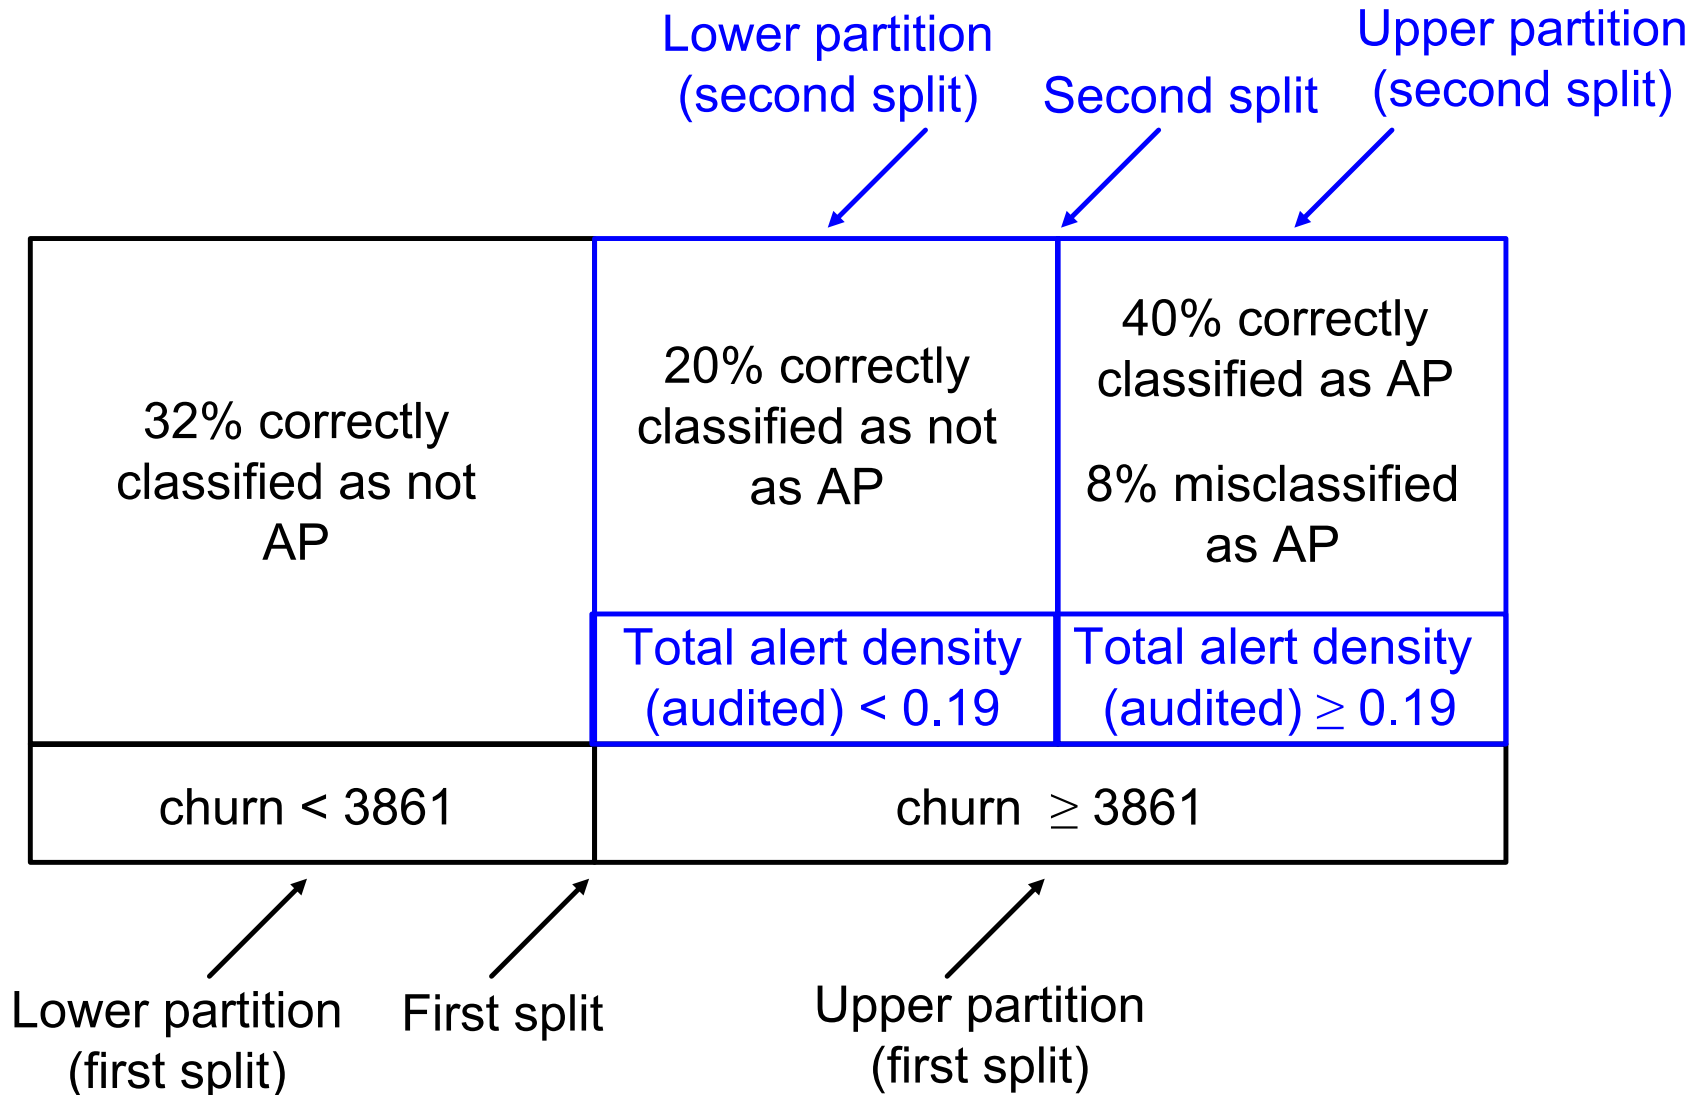 Lower partition
(second split)
Second split
Upper partition
(second split)
32% correctly
classified as not
AP
20% correctly
classified as not
as AP
40% correctly
classified as AP
8% misclassified
as AP
Total alert density
(audited) < 0.19
Total alert density
(audited) ≥ 0.19
churn < 3861
churn ≥ 3861
Lower partition
(first split)
First split
Upper partition
(first split)